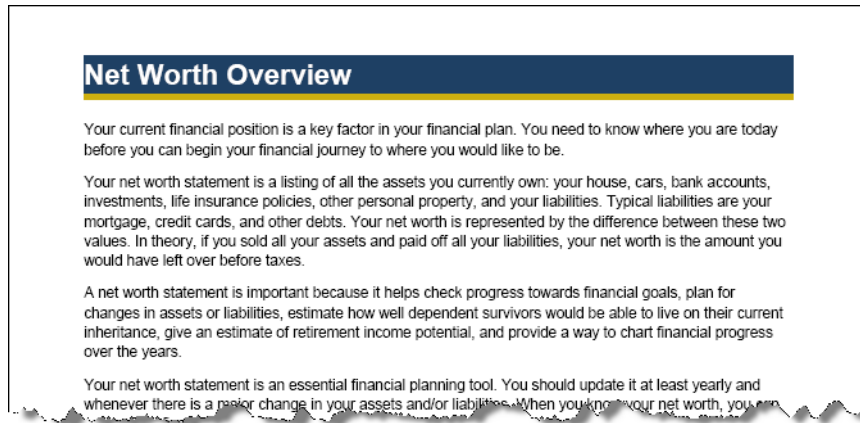 Net Worth Overview
Your current financial position is a key factor in your financial plan. You need to know where you are today
before you can begin your financial journey to where you would like to be.
Your net worth statement is a listing of all the assets you currently own: your house, cars, bank accounts,
investments, life insurance policies, other personal property, and your liabilities. Typical liabilities are your
mortgage, credit cards, and other debts. Your net worth is represented by the difference between these two
values. In theory, if you sold all your assets and paid off all your liabilities, your net worth is the amount you
would have left over before taxes.
A net worth statement is important because it helps check progress towards financial goals, plan for
changes in assets or liabilities, estimate how well dependent survivors would be able to live on their current
inheritance, give an estimate of retirement income potential, and provide a way to chart financial progress
over the years.
Your net worth statement is an essential financial planning tool. You should update it at least yearly and
whenever there is a major change in your assets and/or liabilities. When you know your net worth, you can